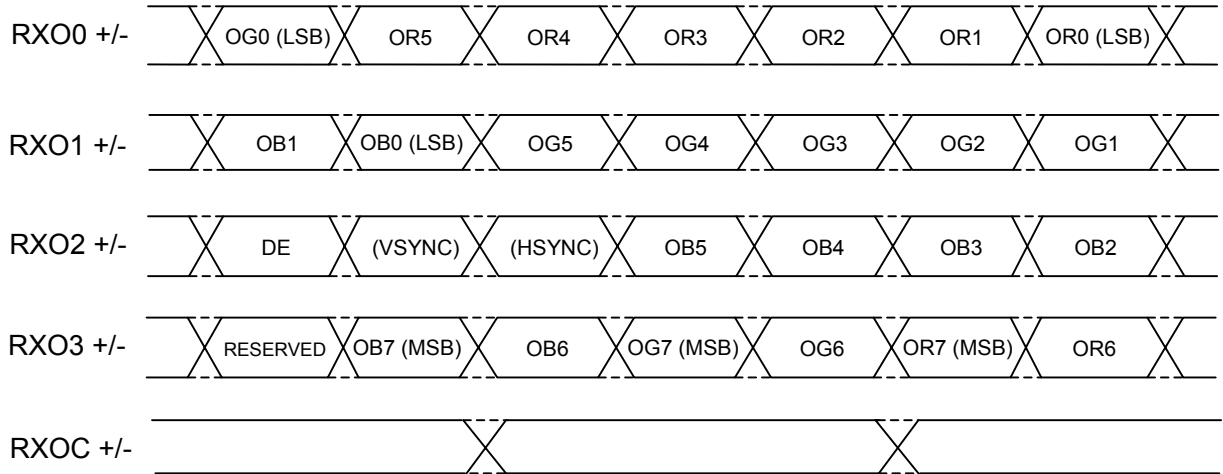 RXO0 +/- OG0 (LSB) OR5 OR4 OR3 OR2 OR1 OR0 (LSB)
RXO1 +/- OB1 OB0 (LSB) OG5 OG4 OG3 OG2 OG1
RXO2 +/- DE (VSYNC) (HSYNC) OB5 OB4 OB3 OB2
RXO3 +/- RESERVED OB7 (MSB) OB6 OG7 (MSB) OG6 OR7 (MSB) OR6
RXOC +/-